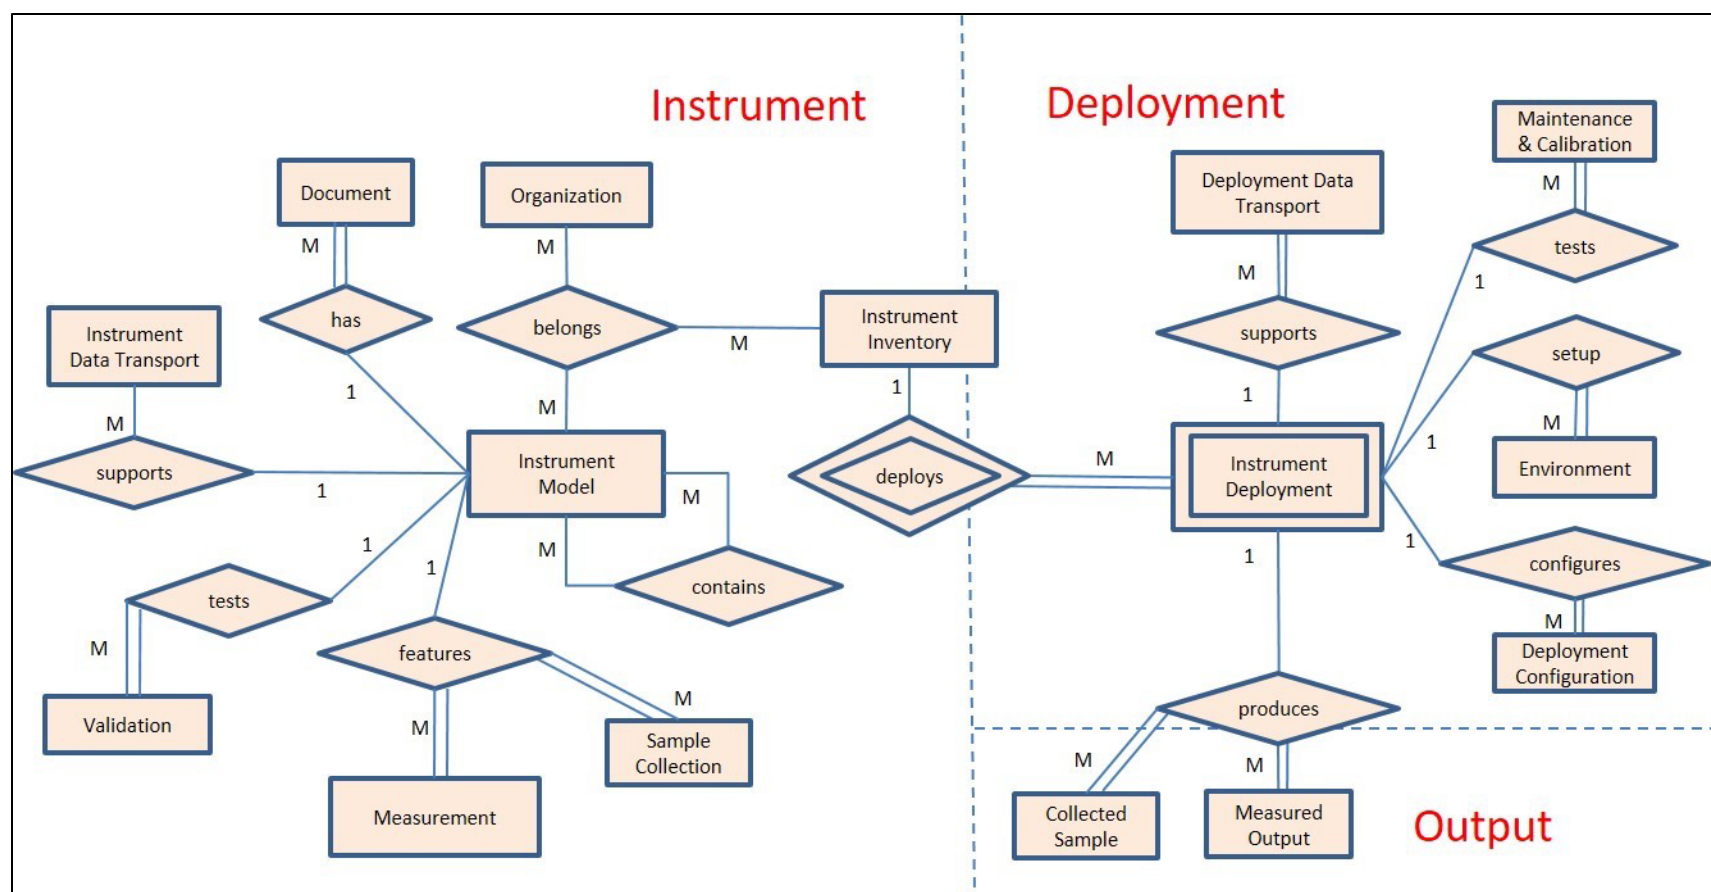 Instrument
Deployment
Maintenance
& Calibration
Document
Organization
Deployment Data
Transport
M
M
M
M
tests
has
belongs
Instrument
Inventory
M
1
Instrument
Data Transport
supports
setup
1
M
1
1
M
M
1
1
M
supports
1
Instrument
Model
M
deploys
M
Instrument
Deployment
Environment
M
1
1
M
1
configures
contains
tests
1
M
M
features
Deployment
Configuration
M
Validation
M
Sample
Collection
produces
M
M
Measurement
Collected
Sample
Measured
Output
Output